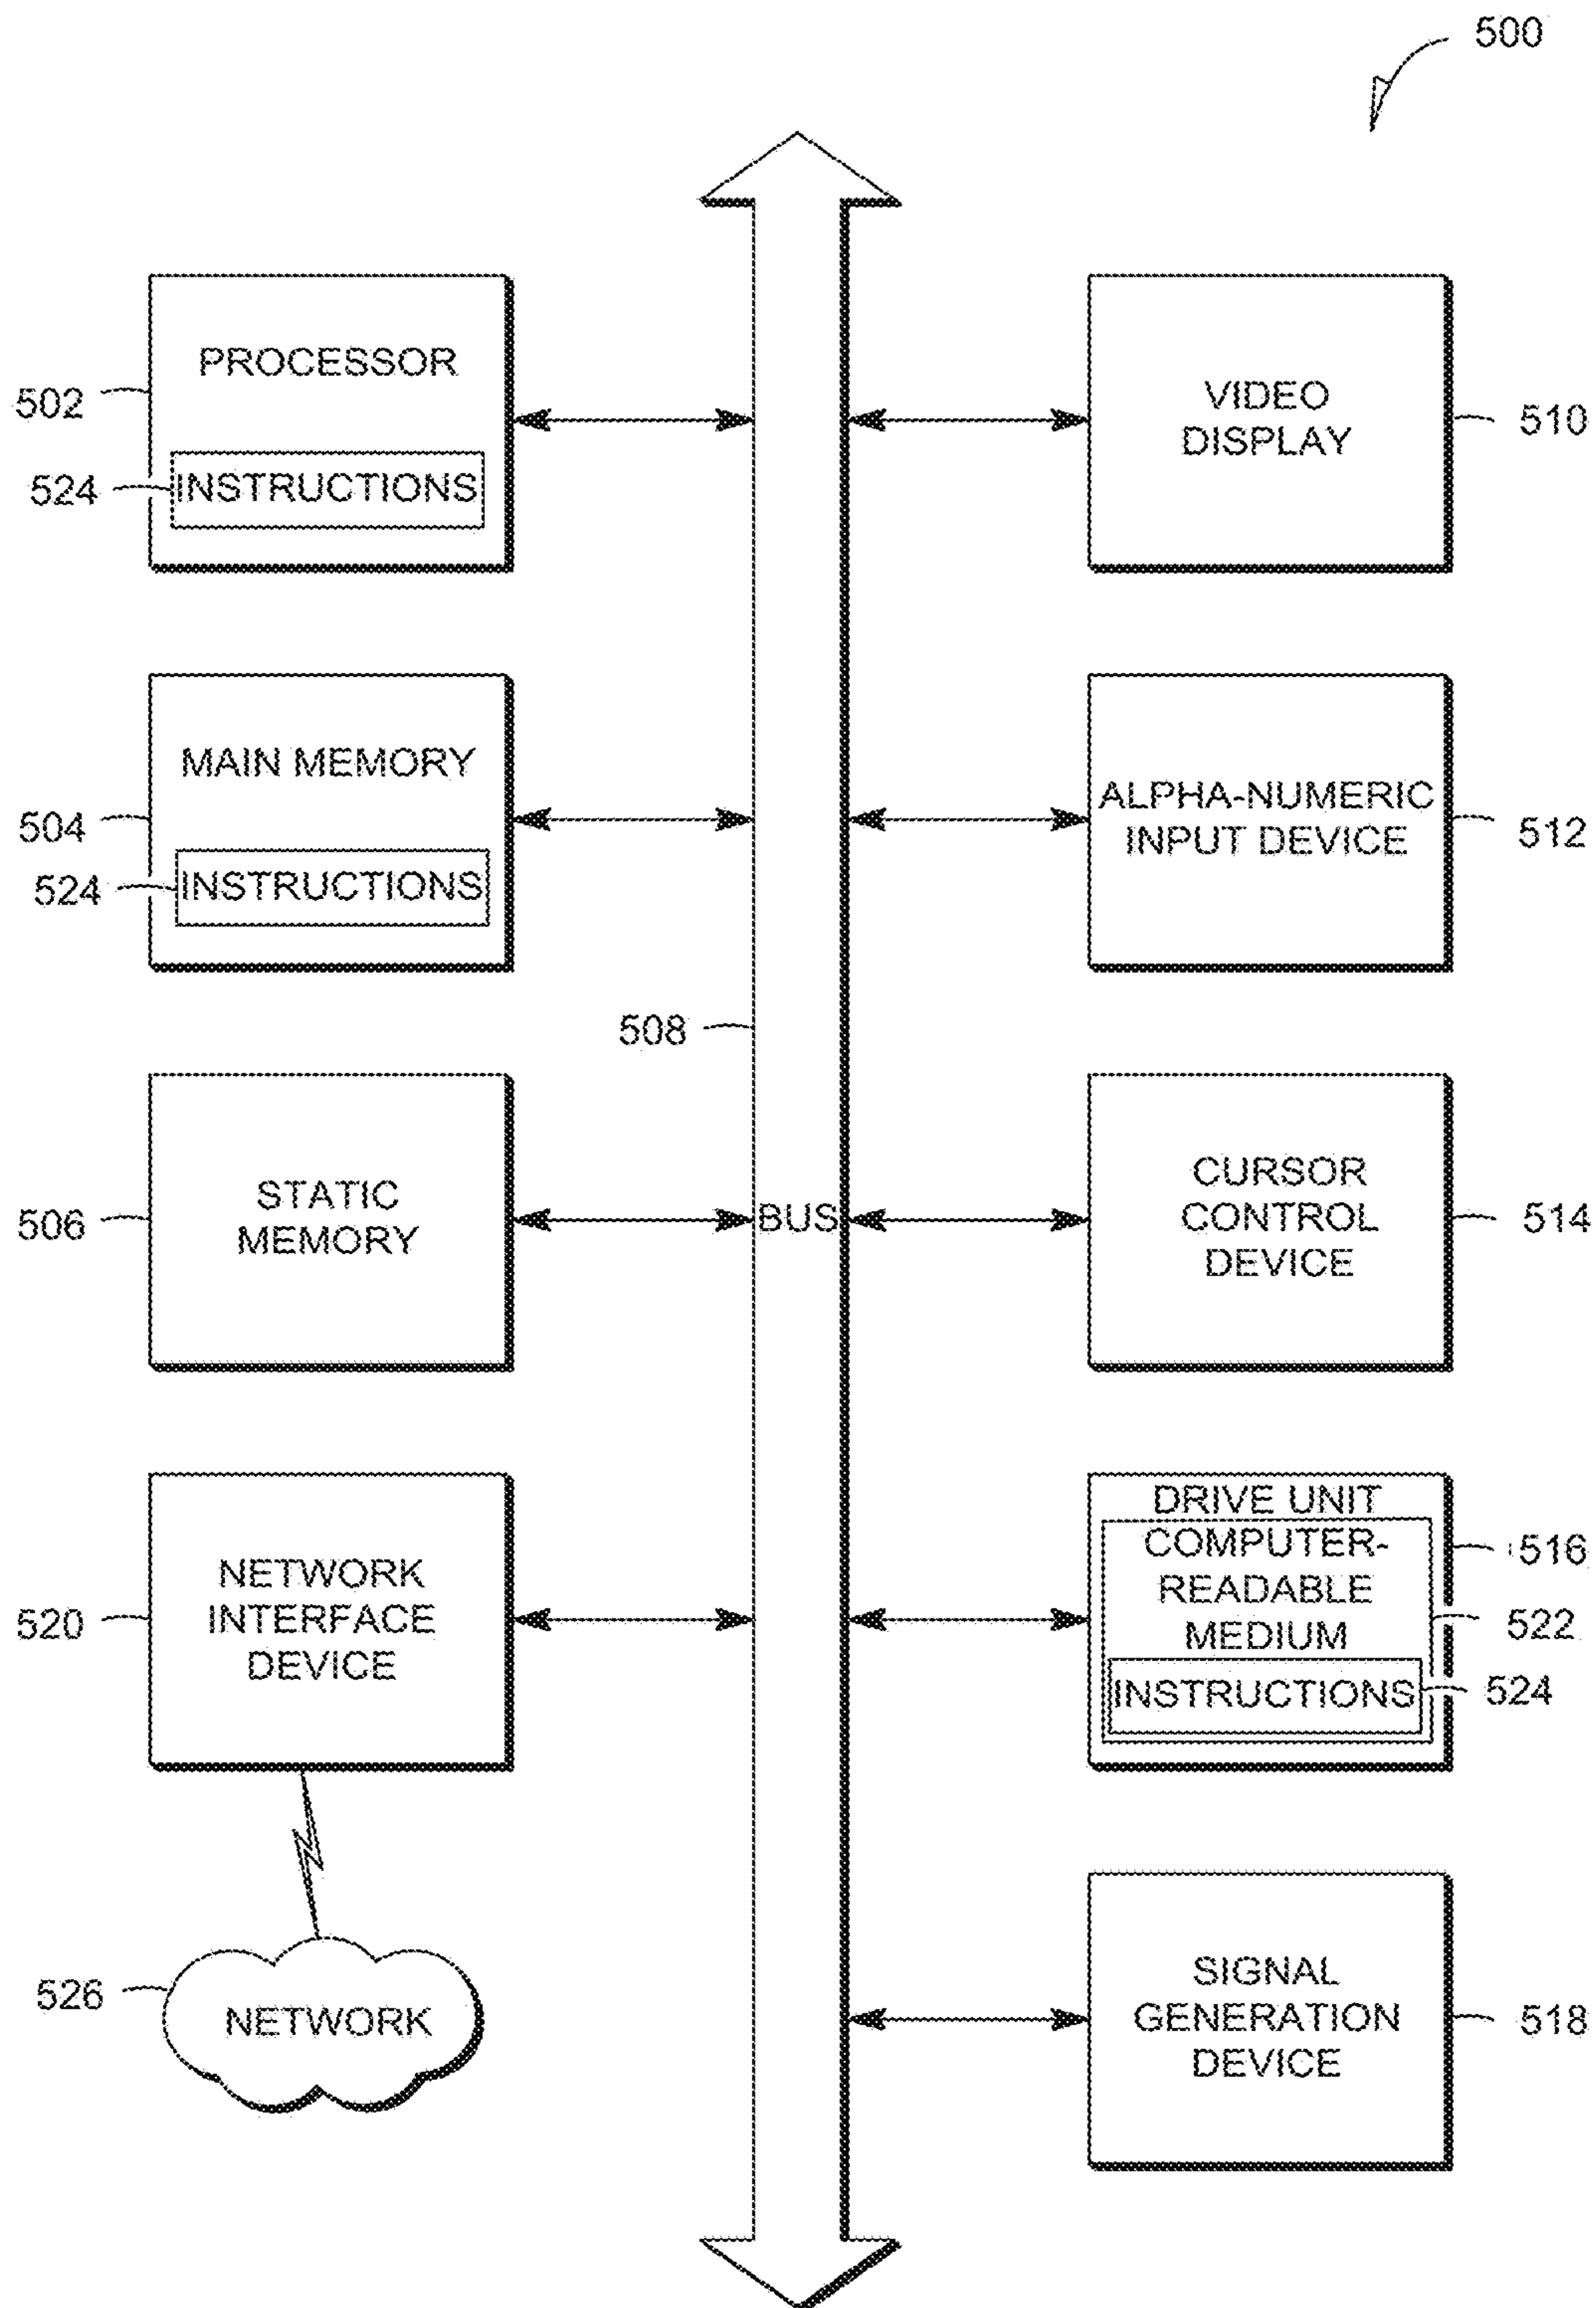 500
PROCESSOR
502
524
INSTRUCTIONS
VIDEO
DISPLAY
510
MAIN MEMORY
504
524
INSTRUCTIONS
ALPHA-NUMERIC
INPUT DEVICE
512
508
STATIC
MEMORY
506
BUS
CURSOR
CONTROL
DEVICE
514
NETWORK
INTERFACE
DEVICE
520
DRIVE UNIT
COMPUTER-
READABLE
MEDIUM
516
522
INSTRUCTIONS
524
526
NETWORK
SIGNAL
GENERATION
DEVICE
518